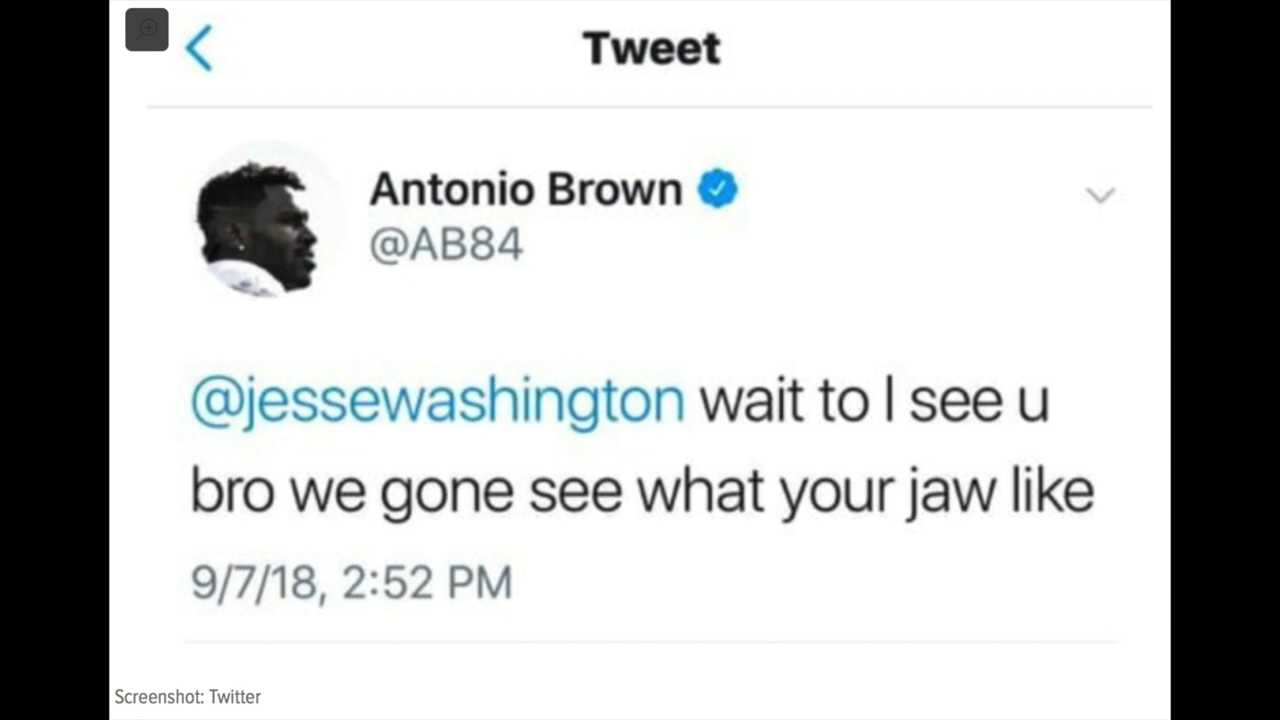 Tweet
Antonio Brown
@AB84
@jessewashington wait to I see u
bro we gone see what your jaw like
9/7/18, 2:52 PM
Screenshot: Twitter